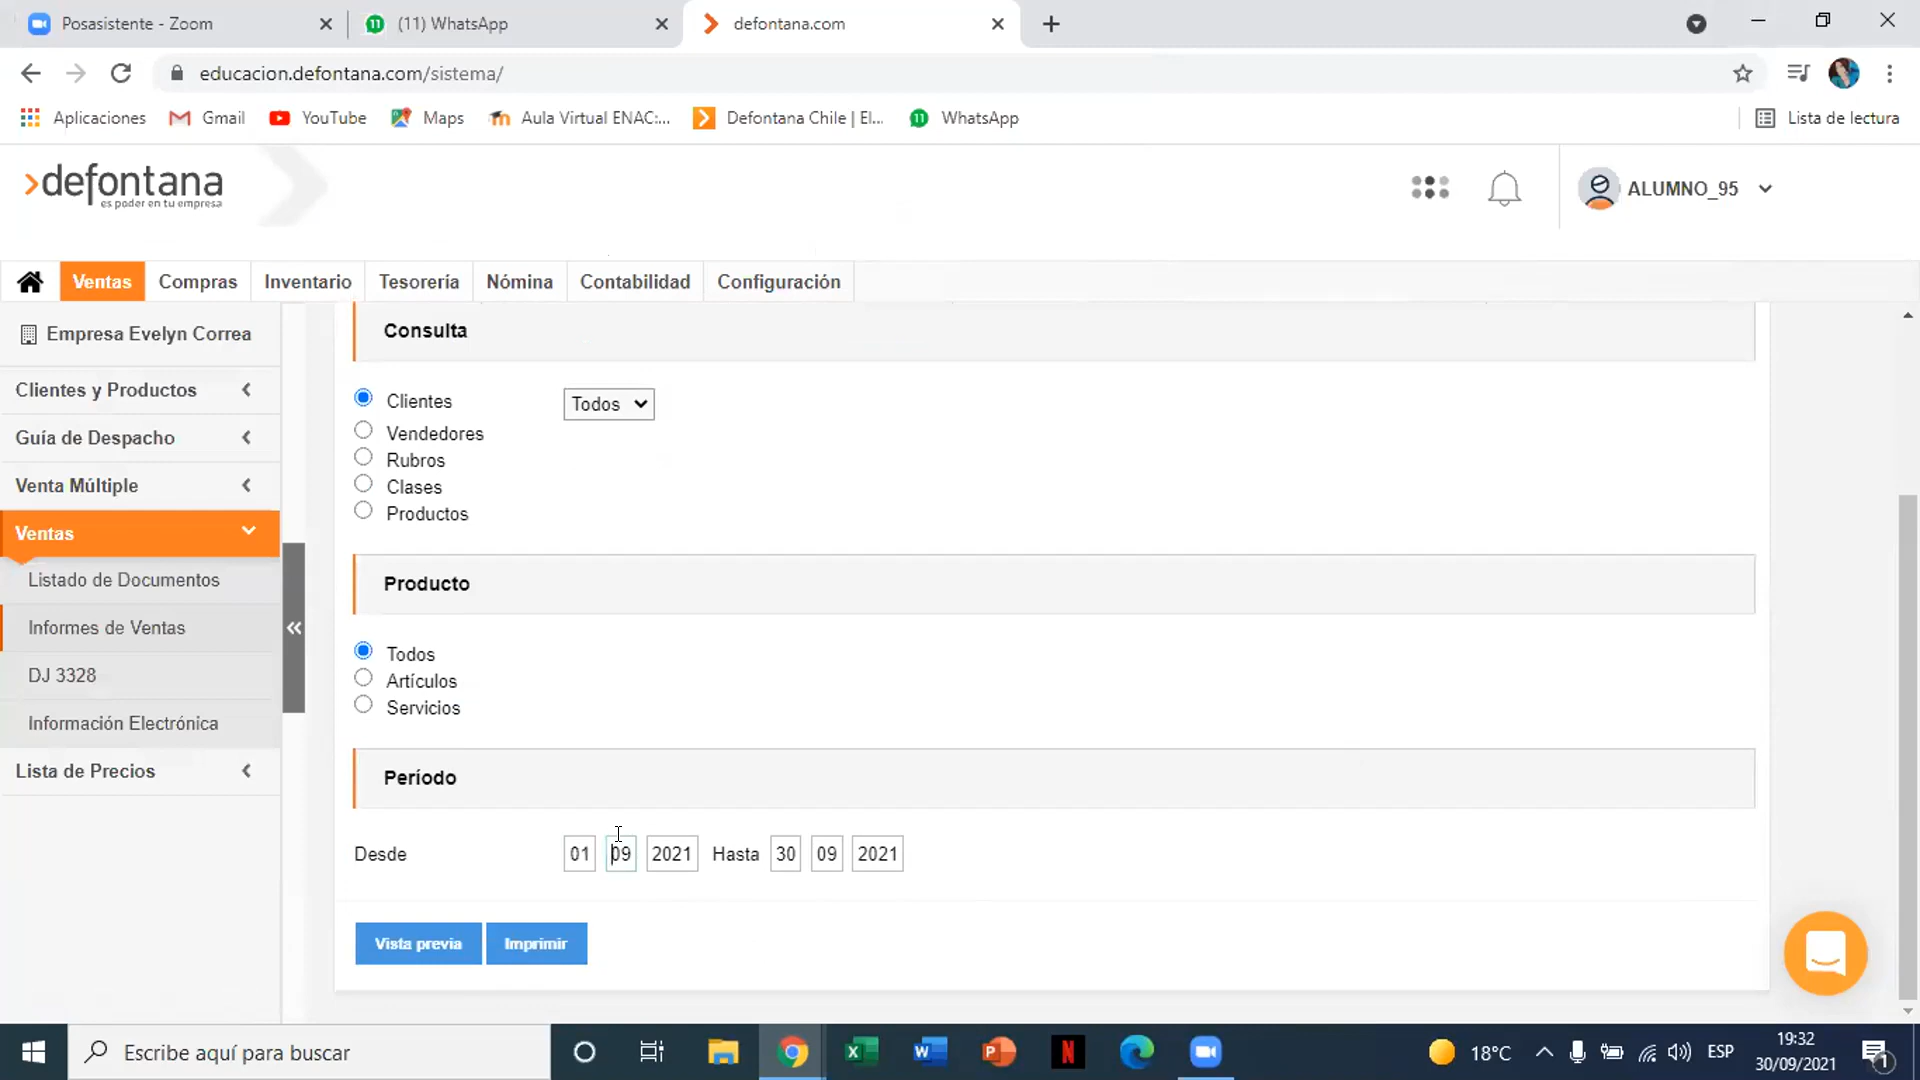 Posasistente - Zoom
(11) WhatsApp
defontana.com
educacion.defontana.com/sistema/
Aplicaciones
Gmail
YouTube
Maps
Aula Virtual ENAC:...
Defontana Chile | El...
11
WhatsApp
Lista de lectura
defontana
es poder en tu empresa
ALUMNO_95
Ventas
Compras
Inventario
Tesorería
Nómina
Contabilidad
Configuración
Empresa Evelyn Correa
Clientes y Productos
Guía de Despacho
Venta Múltiple
Ventas
Listado de Documentos
Informes de Ventas
DJ 3328
Información Electrónica
Lista de Precios
Consulta
Clientes
Todos
Vendedores
Rubros
Clases
Productos
Producto
Todos
Artículos
Servicios
Período
Desde 01 09 2021 Hasta 30 09 2021
Vista previa
Imprimir
Escribe aquí para buscar
18°C
ESP
19:32
30/09/2021
1